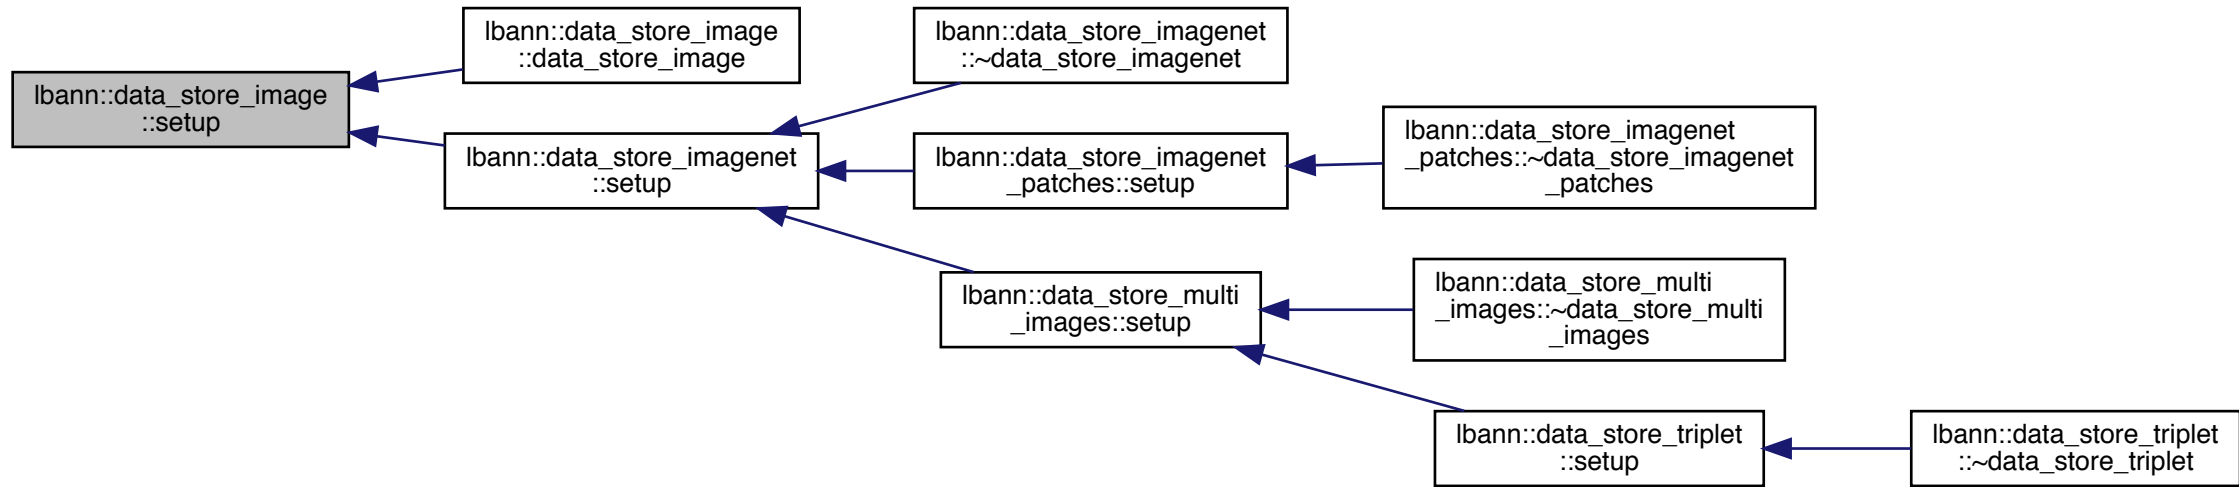 lbann::data_store_image
::setup
lbann::data_store_image
::data_store_image
lbann::data_store_imagenet
::setup
lbann::data_store_imagenet
::~data_store_imagenet
lbann::data_store_imagenet
_patches::setup
lbann::data_store_imagenet
_patches::~data_store_imagenet
_patches
lbann::data_store_multi
_images::setup
lbann::data_store_multi
_images::~data_store_multi
_images
lbann::data_store_triplet
::setup
lbann::data_store_triplet
::~data_store_triplet